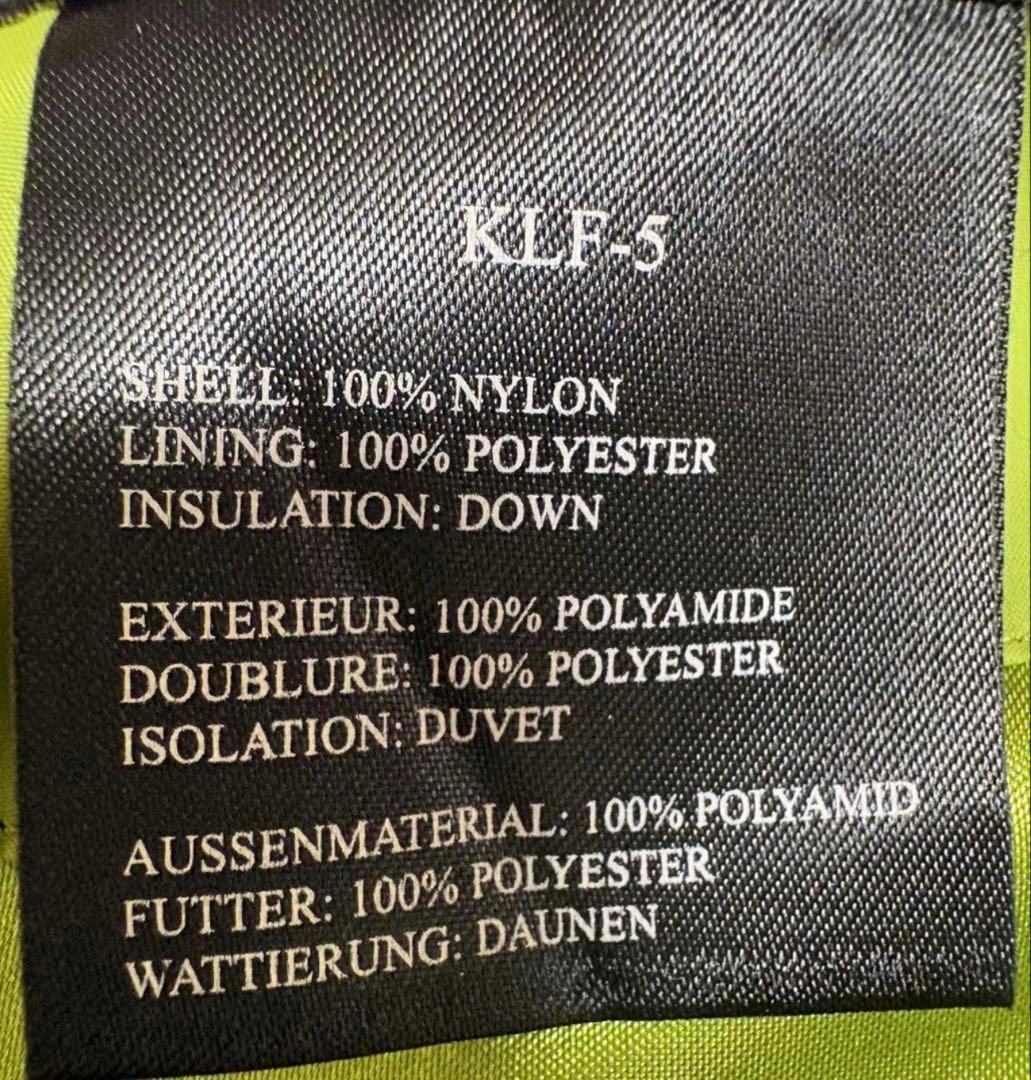 KLF-5
SHELL: 100% NYLON
LINING: 100% POLYESTER
INSULATION: DOWN
EXTERIEUR: 100% POLYAMIDE
DOUBLURE: 100% POLYESTER
ISOLATION: DUVET
AUSSENMATERIAL: 100% POLYAMID
FUTTER: 100% POLYESTER
WATTIERUNG: DAUNEN